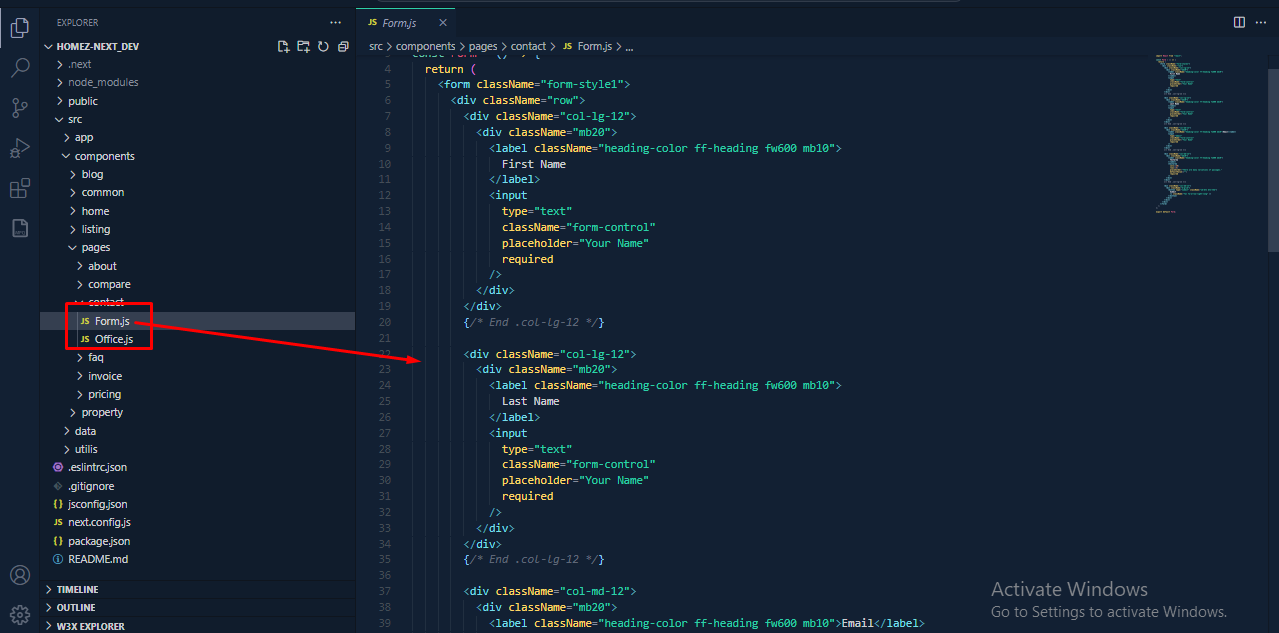 EXPLORER
HOMEZ-NEXT_DEV
.next
node_modules
public
src
app
components
blog
common
home
listing
pages
about
compare
contact
JS Form.js
JS Office.js
faq
invoice
pricing
property
data
utilis
.eslintrc.json
.gitignore
{} jsconfig.json
JS next.config.js
{} package.json
README.md
TIMELINE
OUTLINE
W3X EXPLORER
JS Form.js
src > components > pages > contact > JS Form.js > ...
3 const Form = () => {
4 return (
5 <form className="form-style1">
6 <div className="row">
7 <div className="col-lg-12">
8 <div className="mb20">
9 <label className="heading-color ff-heading fw600 mb10">
10 First Name
11 </label>
12 <input
13 type="text"
14 className="form-control"
15 placeholder="Your Name"
16 required
17 />
18 </div>
19 </div>
20 {/* End .col-lg-12 */}
21
22 <div className="col-lg-12">
23 <div className="mb20">
24 <label className="heading-color ff-heading fw600 mb10">
25 Last Name
26 </label>
27 <input
28 type="text"
29 className="form-control"
30 placeholder="Your Name"
31 required
32 />
33 </div>
34 </div>
35 {/* End .col-lg-12 */}
36
37 <div className="col-md-12">
38 <div className="mb20">
39 <label className="heading-color ff-heading fw600 mb10">Email</label>
Activate Windows
Go to Settings to activate Windows.